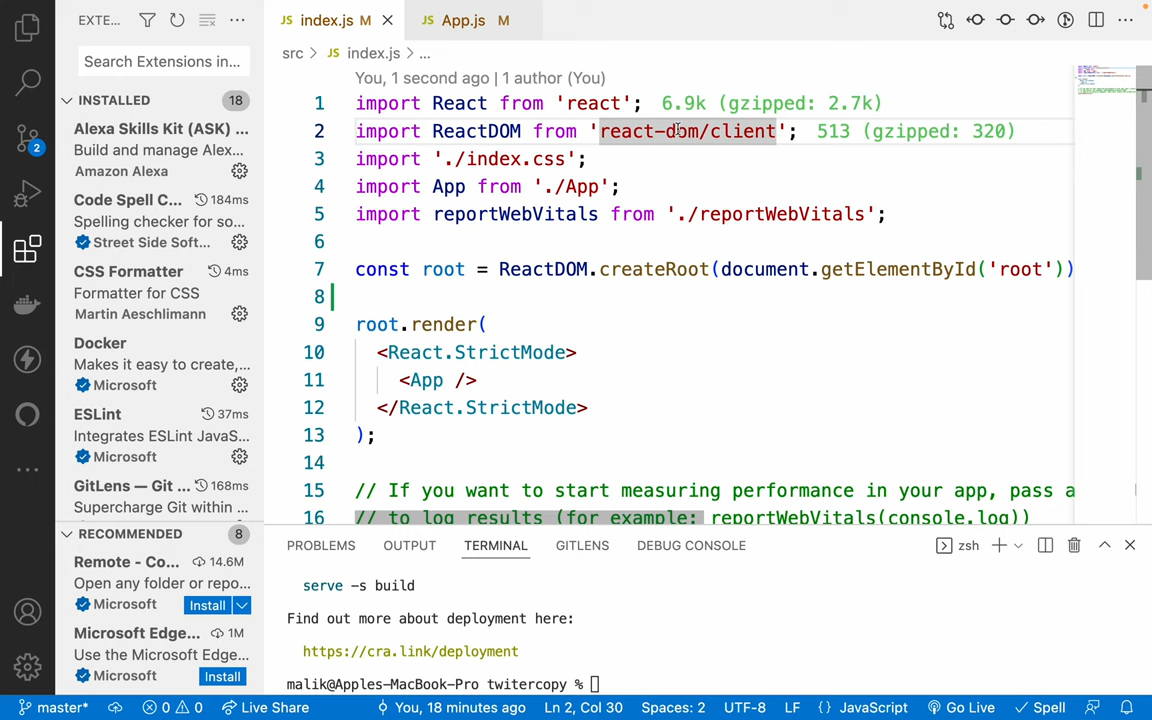 EXTE...
Search Extensions in...
INSTALLED 18
Alexa Skills Kit (ASK) ...
Build and manage Alex...
Amazon Alexa
Code Spell C... 184ms
Spelling checker for so...
Street Side Soft...
CSS Formatter 4ms
Formatter for CSS
Martin Aeschlimann
Docker
Makes it easy to create,...
Microsoft
ESLint 37ms
Integrates ESLint JavaS...
Microsoft
GitLens — Git ... 168ms
Supercharge Git within ...
RECOMMENDED 8
Remote - Co... 14.6M
Open any folder or repo...
Microsoft Install
Microsoft Edge... 1M
Use the Microsoft Edge...
Microsoft Install
2
JS index.js M
JS App.js M
src > JS index.js > ...
You, 1 second ago | 1 author (You)
1 import React from 'react'; 6.9k (gzipped: 2.7k)
2 import ReactDOM from 'react-dom/client'; 513 (gzipped: 320)
3 import './index.css';
4 import App from './App';
5 import reportWebVitals from './reportWebVitals';
6
7 const root = ReactDOM.createRoot(document.getElementById('root'))
8
9 root.render(
10 <React.StrictMode>
11 <App />
12 </React.StrictMode>
13 );
14
15 // If you want to start measuring performance in your app, pass a
16 // to log results (for example: reportWebVitals(console.log))
PROBLEMS OUTPUT TERMINAL GITLENS DEBUG CONSOLE zsh
serve -s build
Find out more about deployment here:
https://cra.link/deployment
malik@Apples-MacBook-Pro twitercopy %
master* 0 0 Live Share You, 18 minutes ago Ln 2, Col 30 Spaces: 2 UTF-8 LF {} JavaScript Go Live Spell